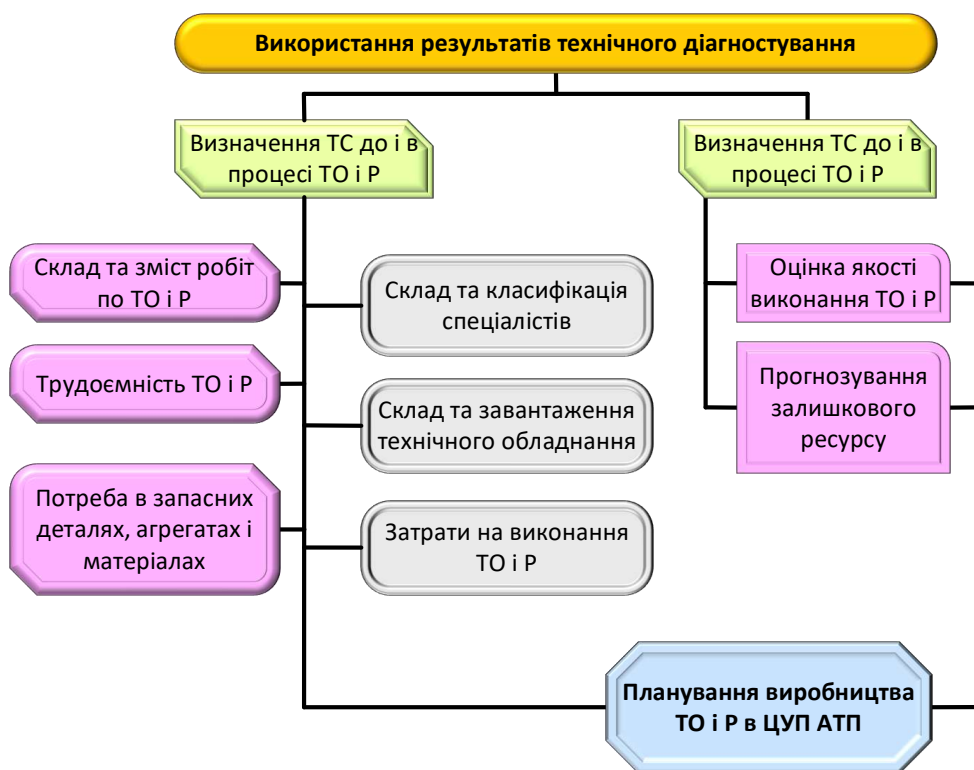 Використання результатів технічного діагностування
Визначення ТС до і в
процесі ТО і Р
Визначення ТС до і в
процесі ТО і Р
Склад та зміст робіт
по ТО і Р
Трудоємність ТО і Р
Потреба в запасних
деталях, агрегатах і
матеріалах
Склад та класифікація
спеціалістів
Склад та завантаження
технічного обладнання
Затрати на виконання
ТО і Р
Оцінка якості
виконання ТО і Р
Прогнозування
залишкового
ресурсу
Планування виробництва
ТО і Р в ЦУП АТП